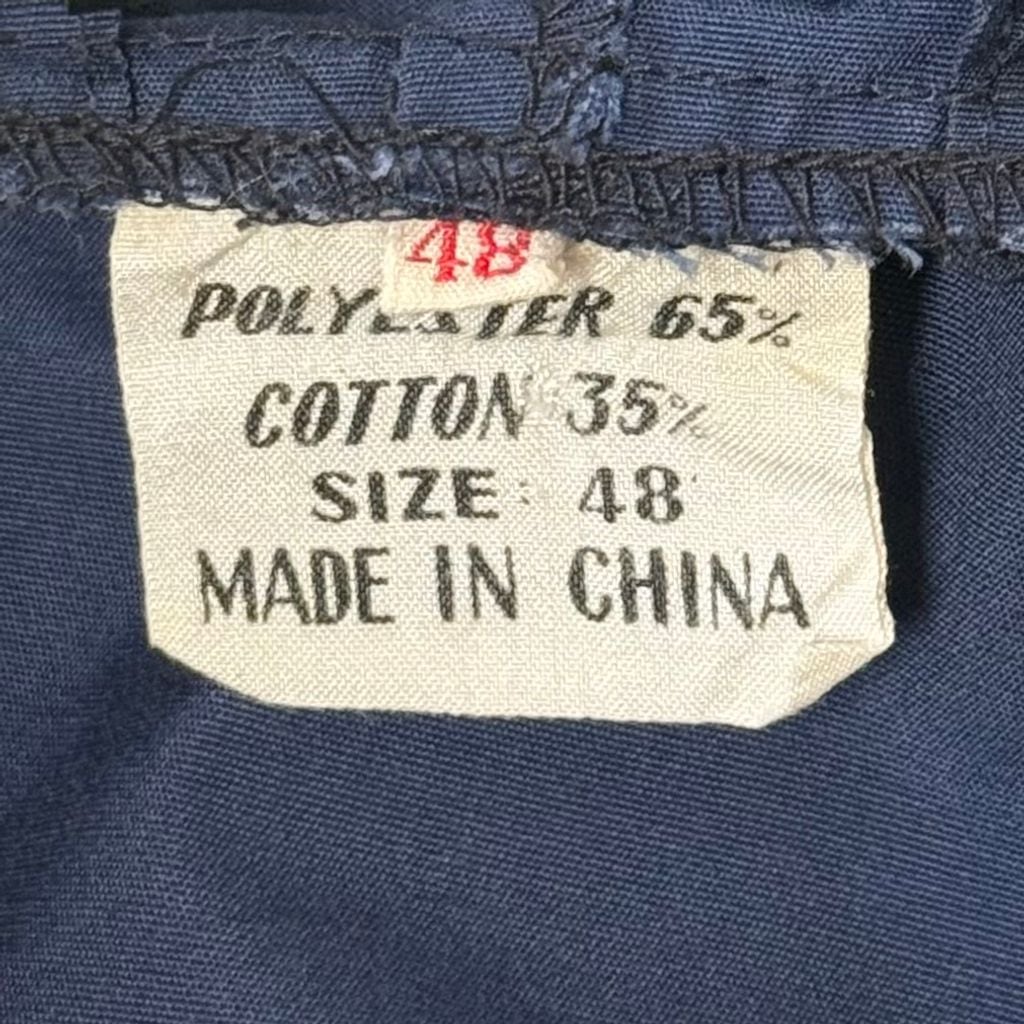 48
POLYESTER 65%
COTTON 35%
SIZE: 48
MADE IN CHINA